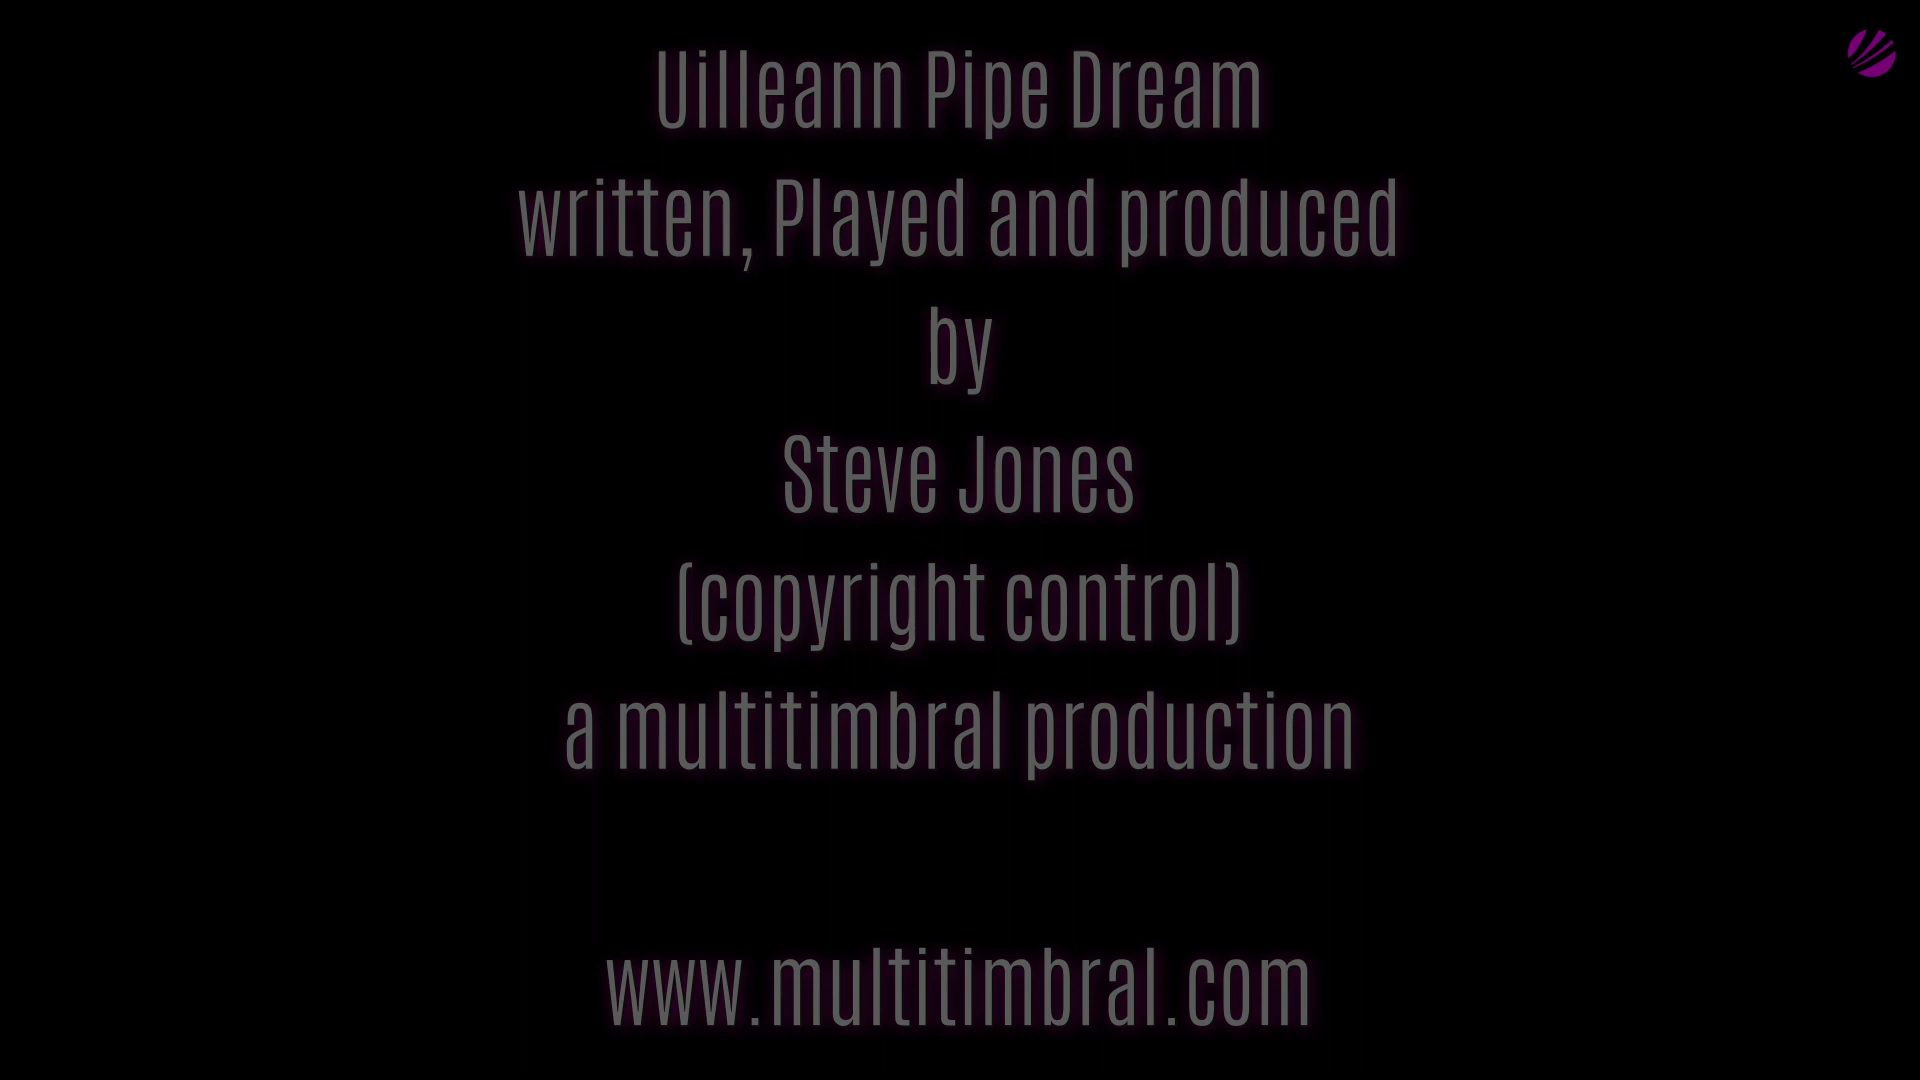 Uilleann Pipe Dream
written, Played and produced
by
Steve Jones
(copyright control)
a multitimbral production
www.multitimbral.com